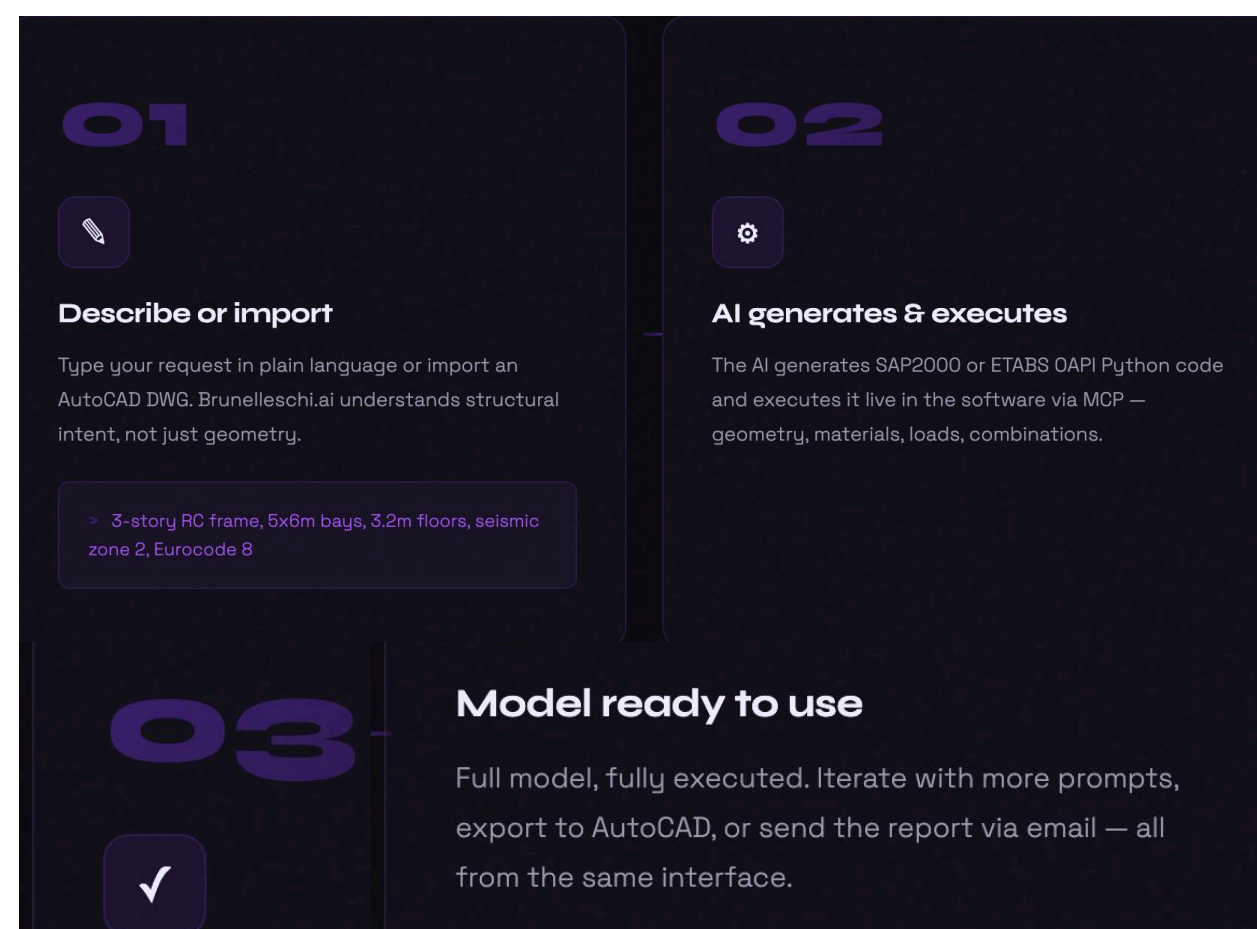 01
Describe or import
Type your request in plain language or import an
AutoCAD DWG. Brunelleschi.ai understands structural
intent, not just geometry.
> 3-story RC frame, 5x6m bays, 3.2m floors, seismic
zone 2, Eurocode 8
02
AI generates & executes
The AI generates SAP2000 or ETABS OAPI Python code
and executes it live in the software via MCP —
geometry, materials, loads, combinations.
03
Model ready to use
Full model, fully executed. Iterate with more prompts,
export to AutoCAD, or send the report via email — all
from the same interface.